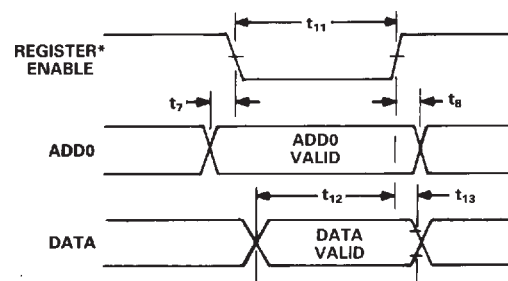 t11
REGISTER*
ENABLE
t7
t8
ADD0
ADD0
VALID
t12
t13
DATA
DATA
VALID